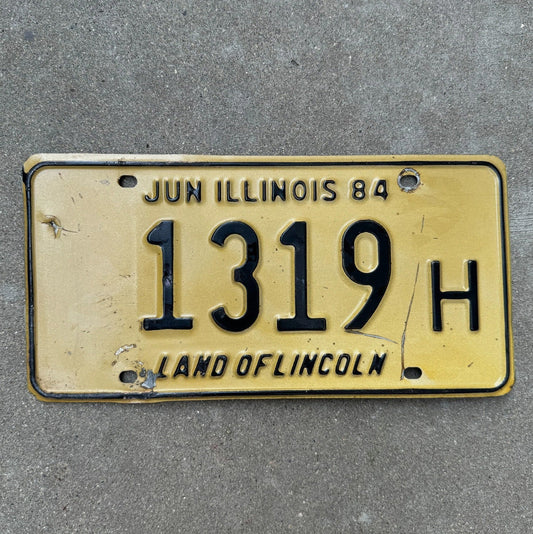 JUN ILLINOIS 84
1319 H
LAND OF LINCOLN